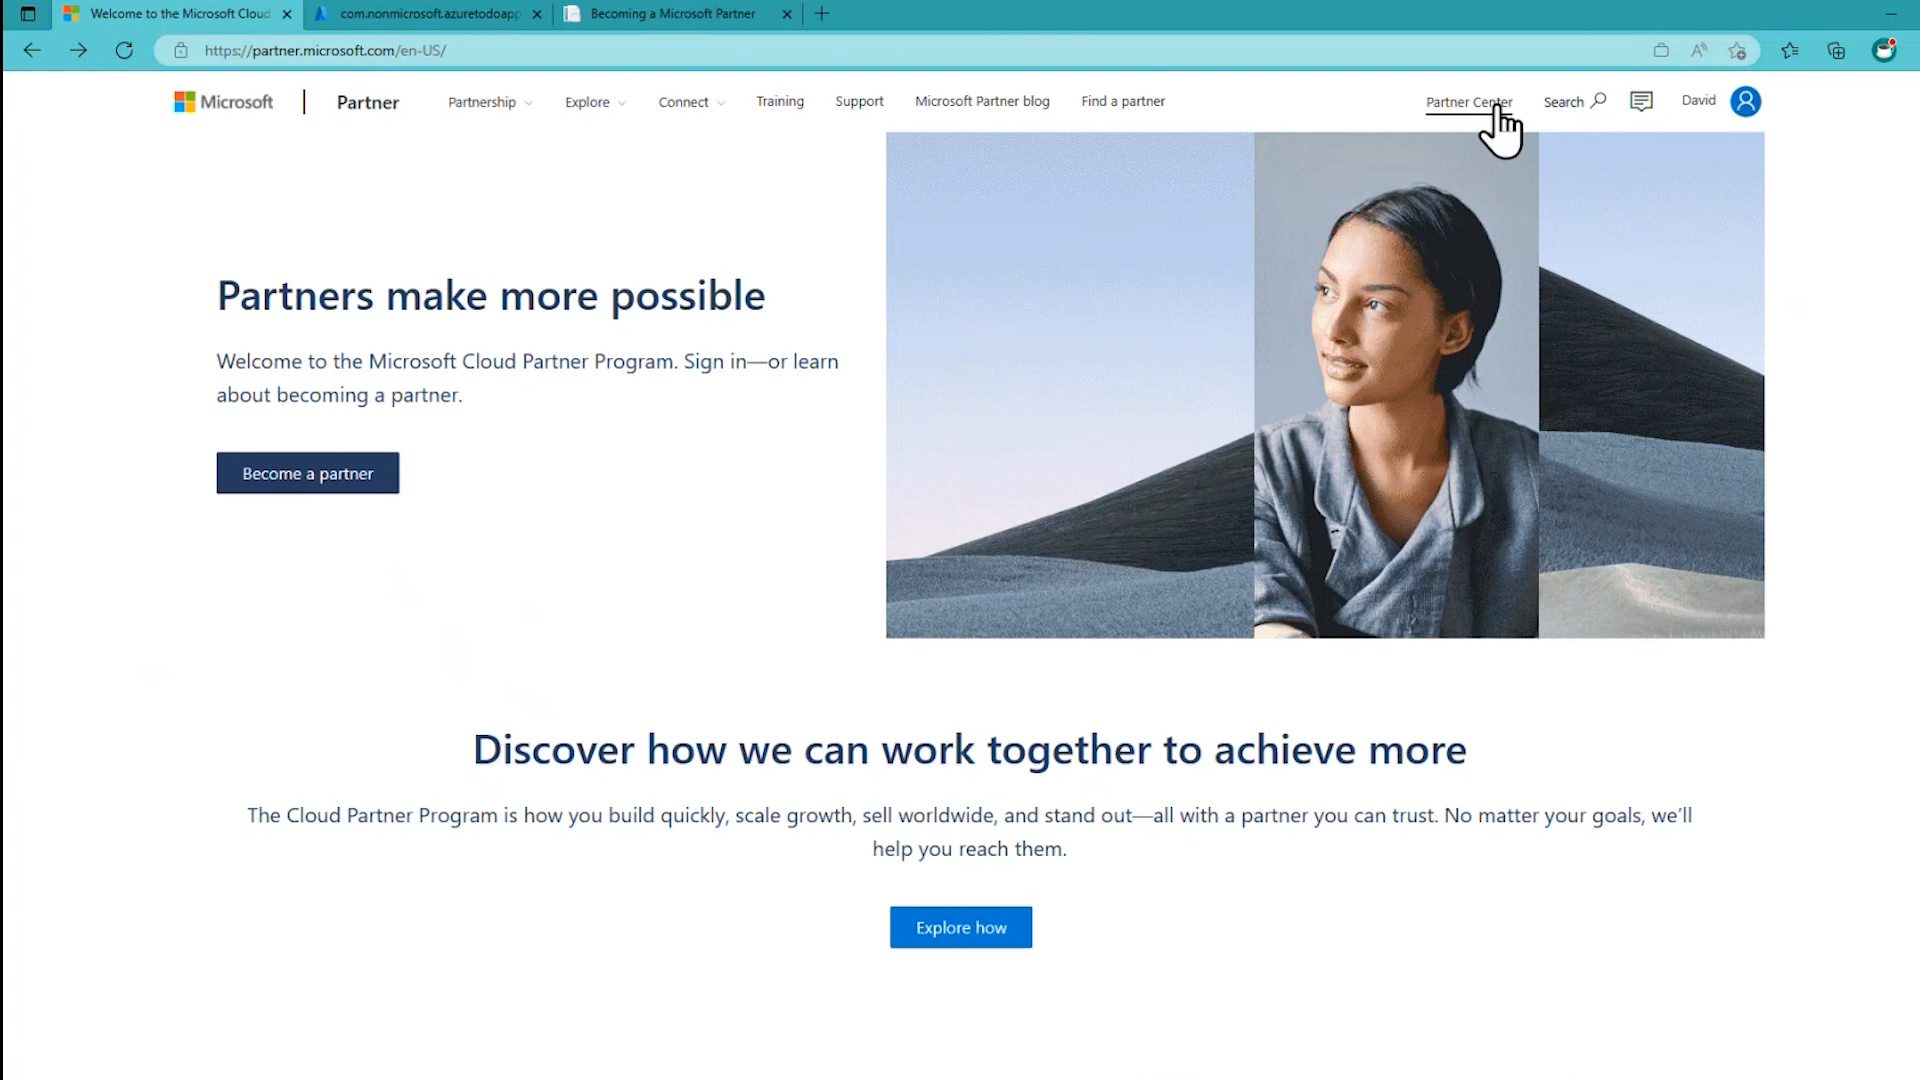 Welcome to the Microsoft Cloud
com.nonmicrosoft.azuretodoapp
Becoming a Microsoft Partner
https://partner.microsoft.com/en-US/
Microsoft
Partner
Partnership
Explore
Connect
Training
Support
Microsoft Partner blog
Find a partner
Partner Center
Search
David
Partners make more possible
Welcome to the Microsoft Cloud Partner Program. Sign in—or learn
about becoming a partner.
Become a partner
Discover how we can work together to achieve more
The Cloud Partner Program is how you build quickly, scale growth, sell worldwide, and stand out—all with a partner you can trust. No matter your goals, we’ll
help you reach them.
Explore how